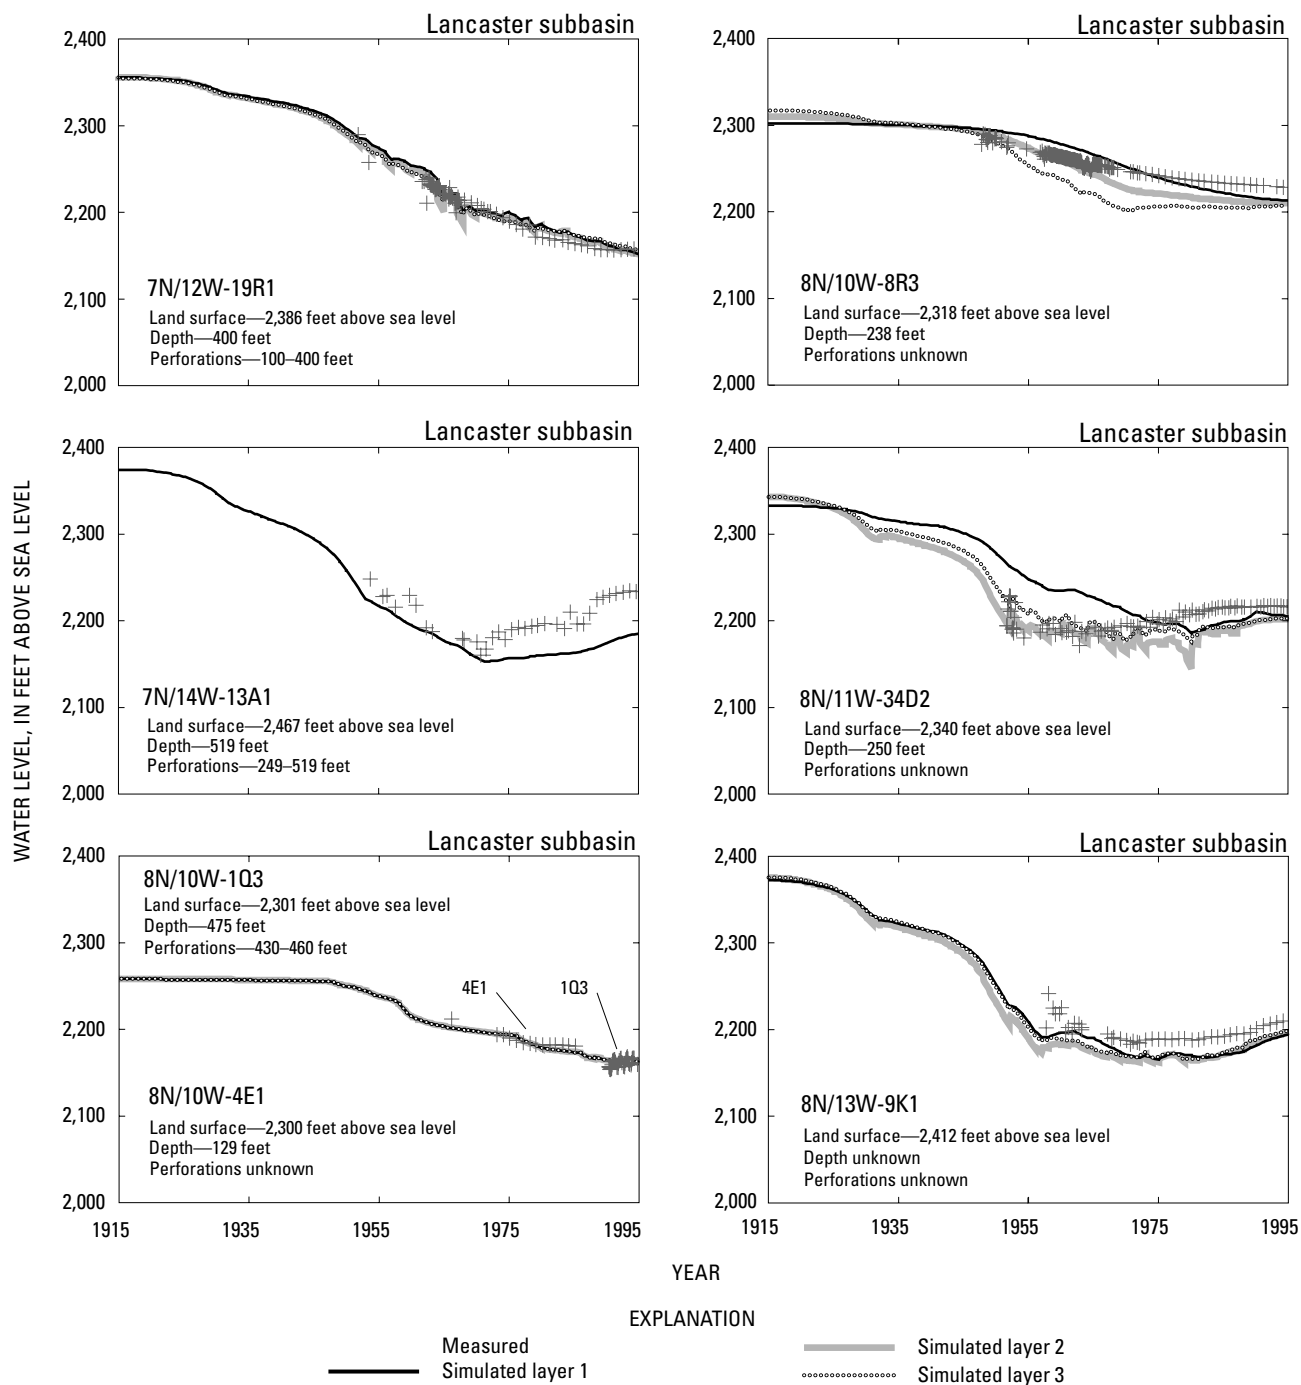 Lancaster subbasin
2,400
2,300
2,200
2,100
2,000
7N/12W-19R1
Land surface—2,386 feet above sea level
Depth—400 feet
Perforations—100–400 feet
Lancaster subbasin
2,400
2,300
2,200
2,100
2,000
8N/10W-8R3
Land surface—2,318 feet above sea level
Depth—238 feet
Perforations unknown
WATER LEVEL, IN FEET ABOVE SEA LEVEL
Lancaster subbasin
2,400
2,300
2,200
2,100
2,000
7N/14W-13A1
Land surface—2,467 feet above sea level
Depth—519 feet
Perforations—249–519 feet
Lancaster subbasin
2,400
2,300
2,200
2,100
2,000
8N/11W-34D2
Land surface—2,340 feet above sea level
Depth—250 feet
Perforations unknown
Lancaster subbasin
2,400
2,300
2,200
2,100
2,000
8N/10W-1Q3
Land surface—2,301 feet above sea level
Depth—475 feet
Perforations—430–460 feet
4E1
1Q3
8N/10W-4E1
Land surface—2,300 feet above sea level
Depth—129 feet
Perforations unknown
1915 1935 1955 1975 1995
Lancaster subbasin
2,400
2,300
2,200
2,100
2,000
8N/13W-9K1
Land surface—2,412 feet above sea level
Depth unknown
Perforations unknown
1915 1935 1955 1975 1995
YEAR
EXPLANATION
Measured
Simulated layer 1
Simulated layer 2
Simulated layer 3